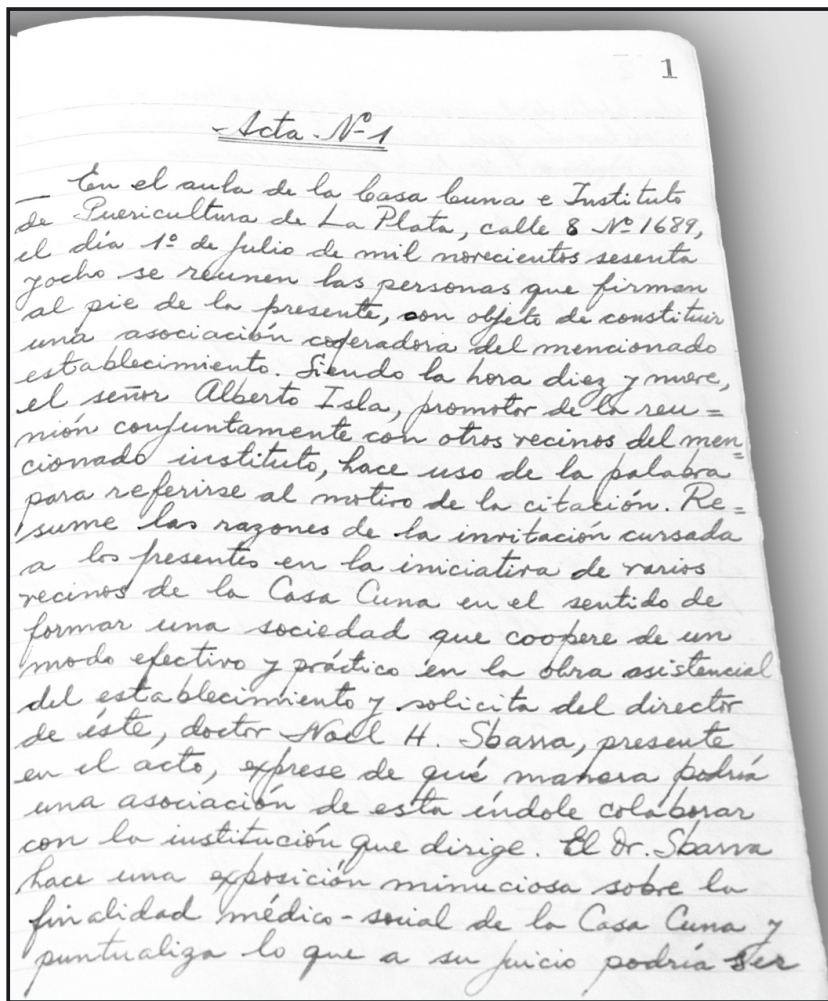 1
Acta Nº 1
En el aula de la Casa Cuna e Instituto
de Puericultura de La Plata, calle 8 Nº 1689,
el día 1º de julio de mil novecientos sesenta
y ocho se reunen las personas que firman
al pie de la presente, con objeto de constituir
una asociación cooperadora del mencionado
establecimiento. Siendo la hora diez y nueve,
el señor Alberto Isla, promotor de la reu=
nión conjuntamente con otros vecinos del men=
cionado instituto, hace uso de la palabra
para referirse al motivo de la citación. Re=
sume las razones de la invitación cursada
a los presentes en la iniciativa de varios
vecinos de la Casa Cuna en el sentido de
formar una sociedad que coopere de un
modo efectivo y práctico en la obra asistencial
del establecimiento y solicita del director
de éste, doctor Noel H. Sbarra, presente
en el acto, exprese de qué manera podría
una asociación de esta índole colaborar
con la institución que dirige. El Dr. Sbarra
hace una exposición minuciosa sobre la
finalidad médico-social de la Casa Cuna y
puntualiza lo que a su juicio podría ser